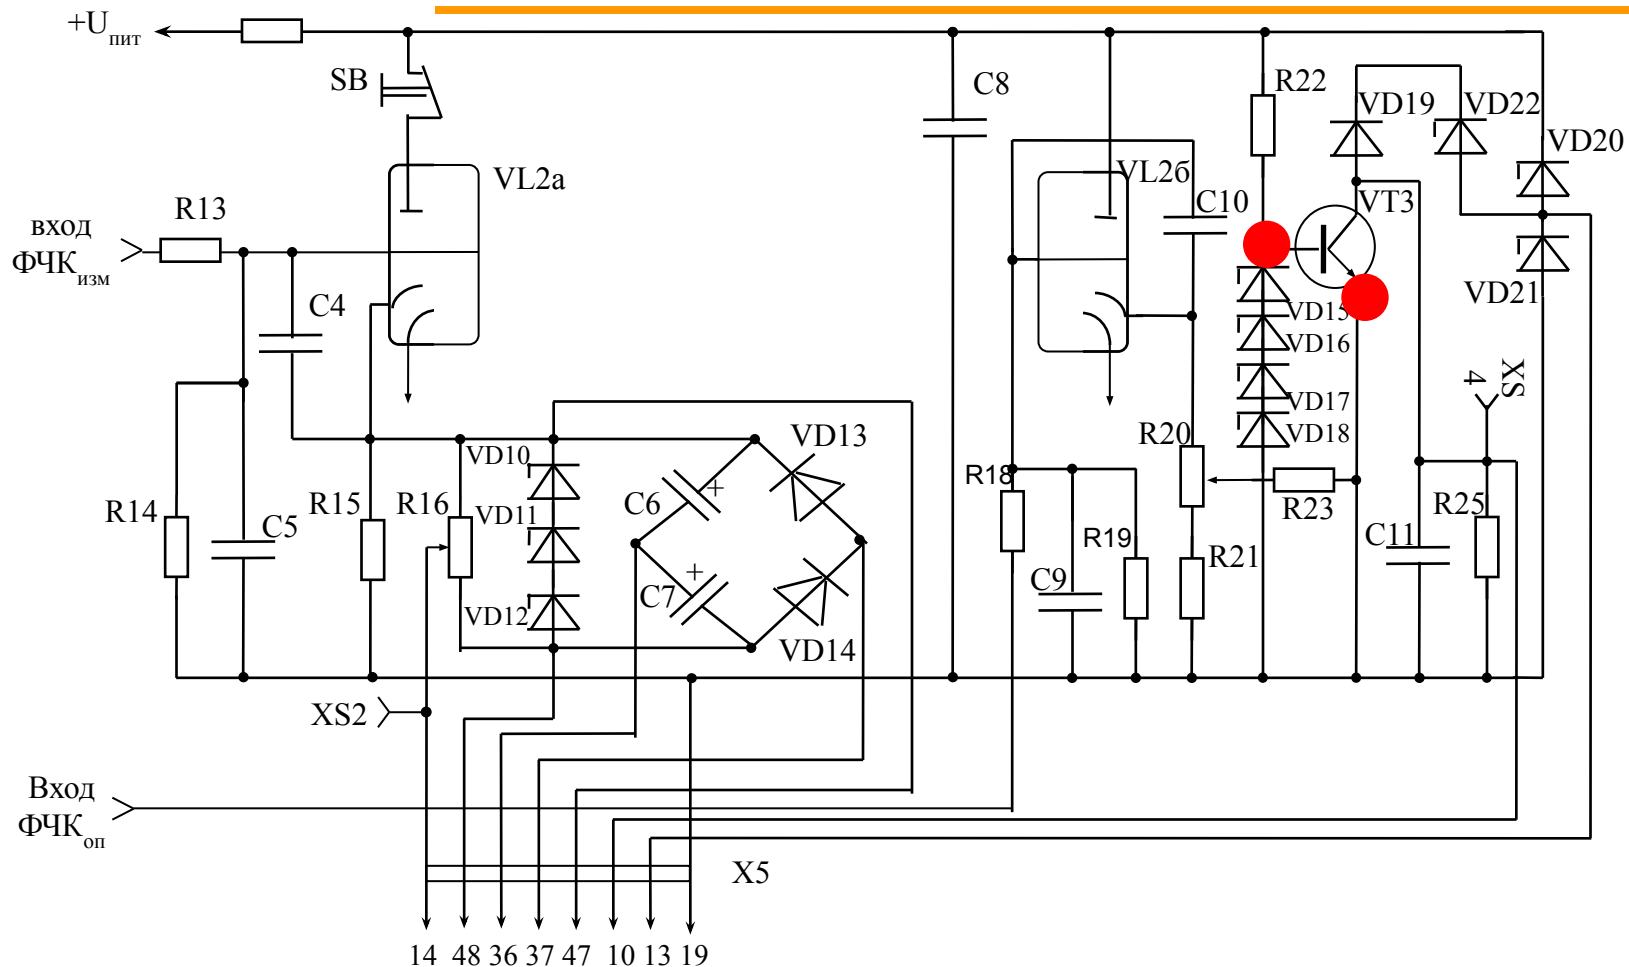 +Uпит
SB
C8
R22
VD19
VD22
VD20
VL2а
VL2б
R13
C10
VT3
вход
ФЧКизм
VD21
C4
VD15
VD16
XS
4
VD17
VD18
VD13
R20
VD10
R18
C6
+
R14
R15
R16
VD11
R23
R25
C5
C11
R19
R21
+
C7
C9
VD12
VD14
XS2
Вход
ФЧКоп
X5
14 48 36 37 47 10 13 19